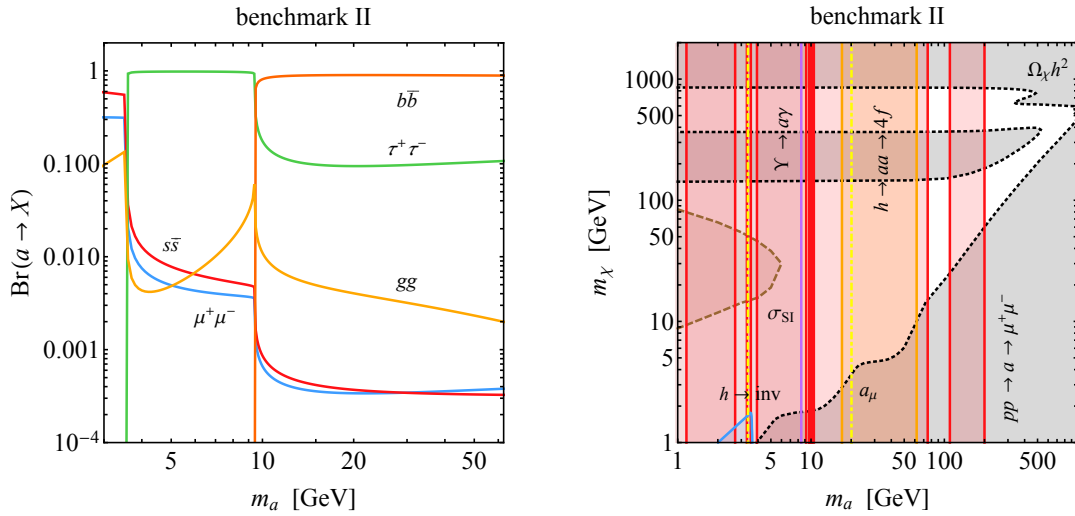 benchmark II
Br(a → X)
1
0.100
0.010
0.001
10⁻⁴
bb̄
τ⁺τ⁻
ss̄
μ⁺μ⁻
gg
5
10
20
50
mₐ [GeV]
benchmark II
m_χ [GeV]
1000
500
100
50
10
5
1
Ω_χh²
ϒ → aγ
h → aa → 4f
σ_SI
h → inv
a_μ
pp → a → μ⁺μ⁻
1
5
10
50
100
500
mₐ [GeV]